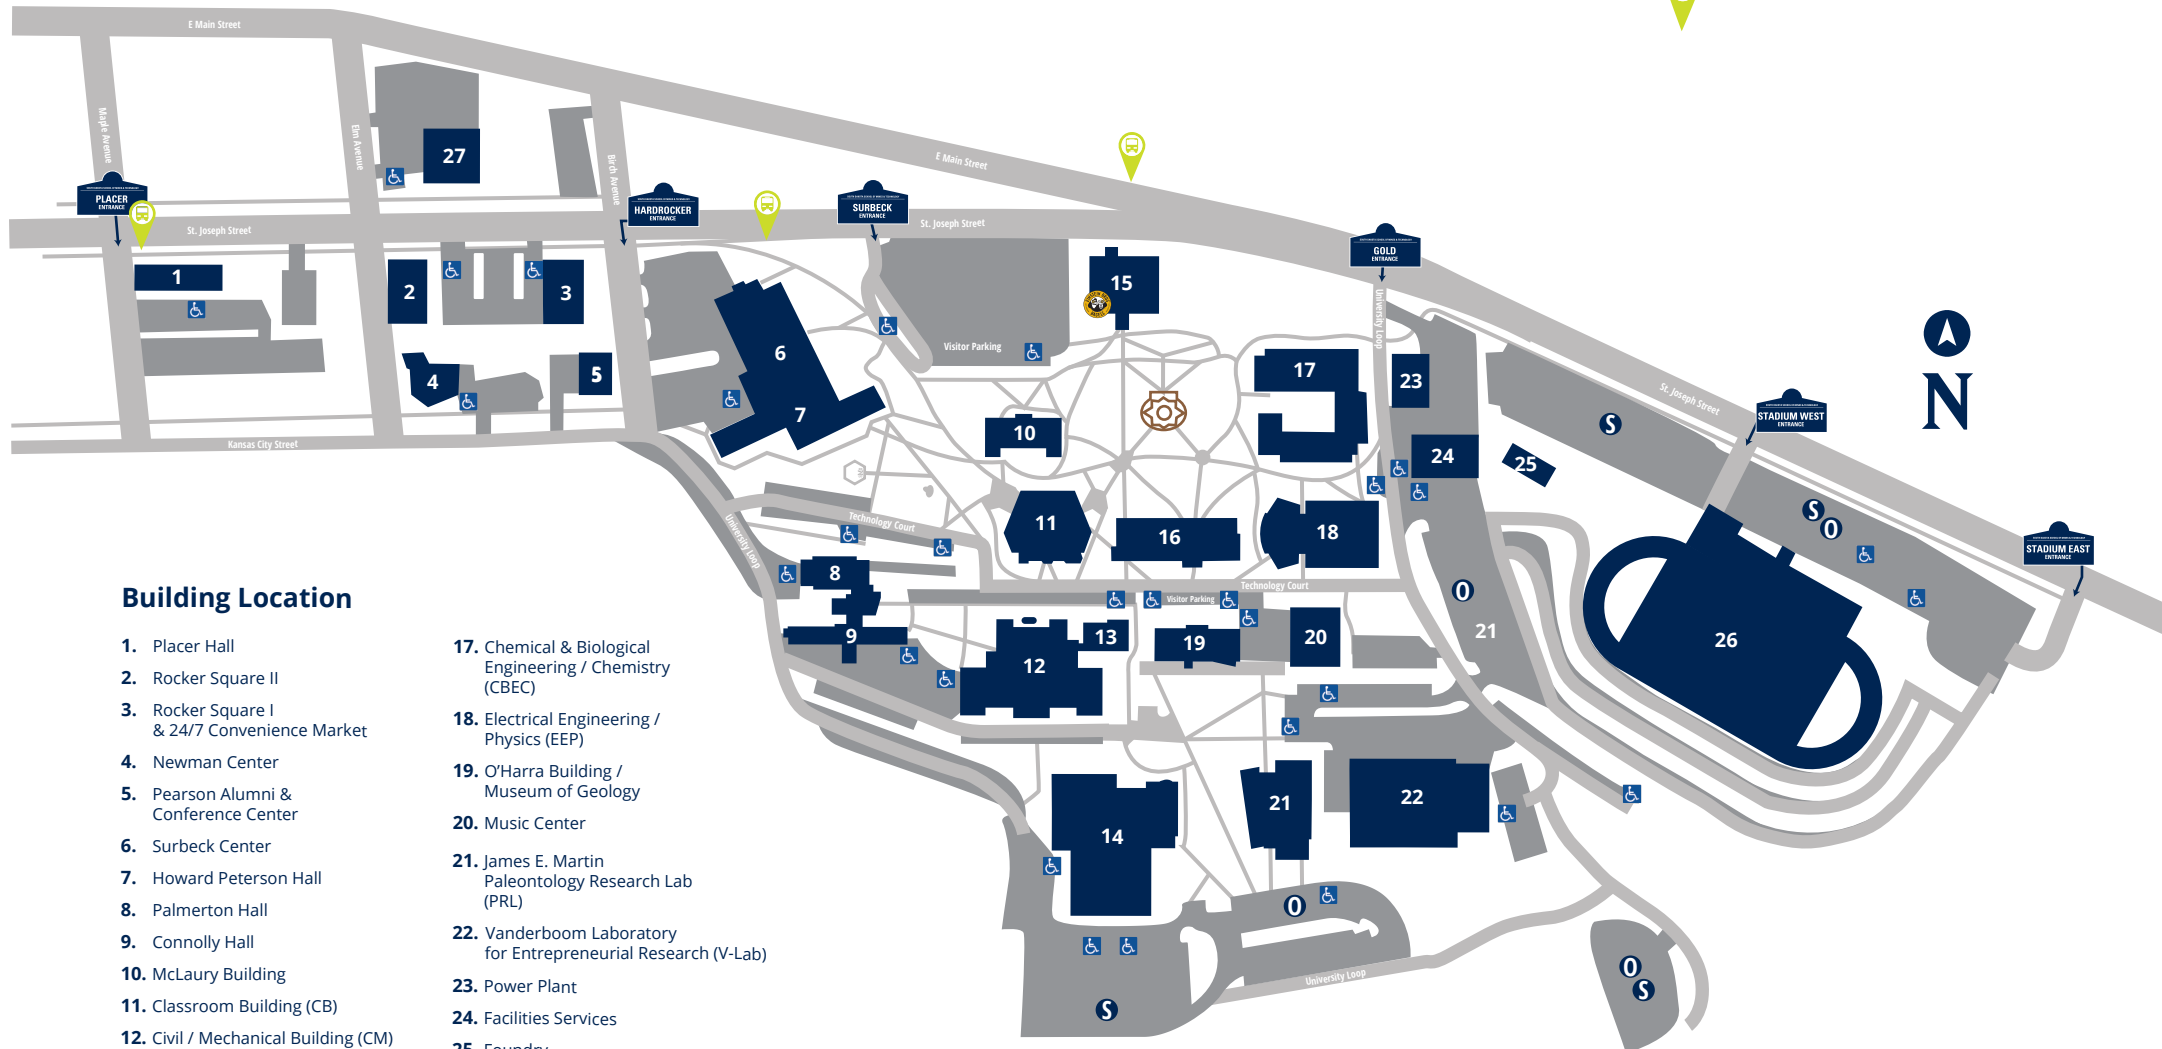 E Main Street
Maple Avenue
Elm Avenue
Birch Avenue
27
E Main Street
PLACER
ENTRANCE
HARDROCKER
ENTRANCE
SURBECK
ENTRANCE
St. Joseph Street
St. Joseph Street
GOLD
ENTRANCE
University Loop
1
2
3
15
6
Visitor Parking
17
23
4
5
7
10
St. Joseph Street
STADIUM WEST
ENTRANCE
N
S
24
25
Kansas City Street
Technology Court
University Loop
11
16
18
S
O
STADIUM EAST
ENTRANCE
8
Technology Court
Visitor Parking
O
9
12
13
19
20
21
26
14
21
22
O
University Loop
O
S
S
Building Location
1. Placer Hall
2. Rocker Square II
3. Rocker Square I
& 24/7 Convenience Market
4. Newman Center
5. Pearson Alumni &
Conference Center
6. Surbeck Center
7. Howard Peterson Hall
8. Palmerton Hall
9. Connolly Hall
10. McLaury Building
11. Classroom Building (CB)
12. Civil / Mechanical Building (CM)
17. Chemical & Biological
Engineering / Chemistry
(CBEC)
18. Electrical Engineering /
Physics (EEP)
19. O'Harra Building /
Museum of Geology
20. Music Center
21. James E. Martin
Paleontology Research Lab
(PRL)
22. Vanderboom Laboratory
for Entrepreneurial Research (V-Lab)
23. Power Plant
24. Facilities Services
25. Foundry